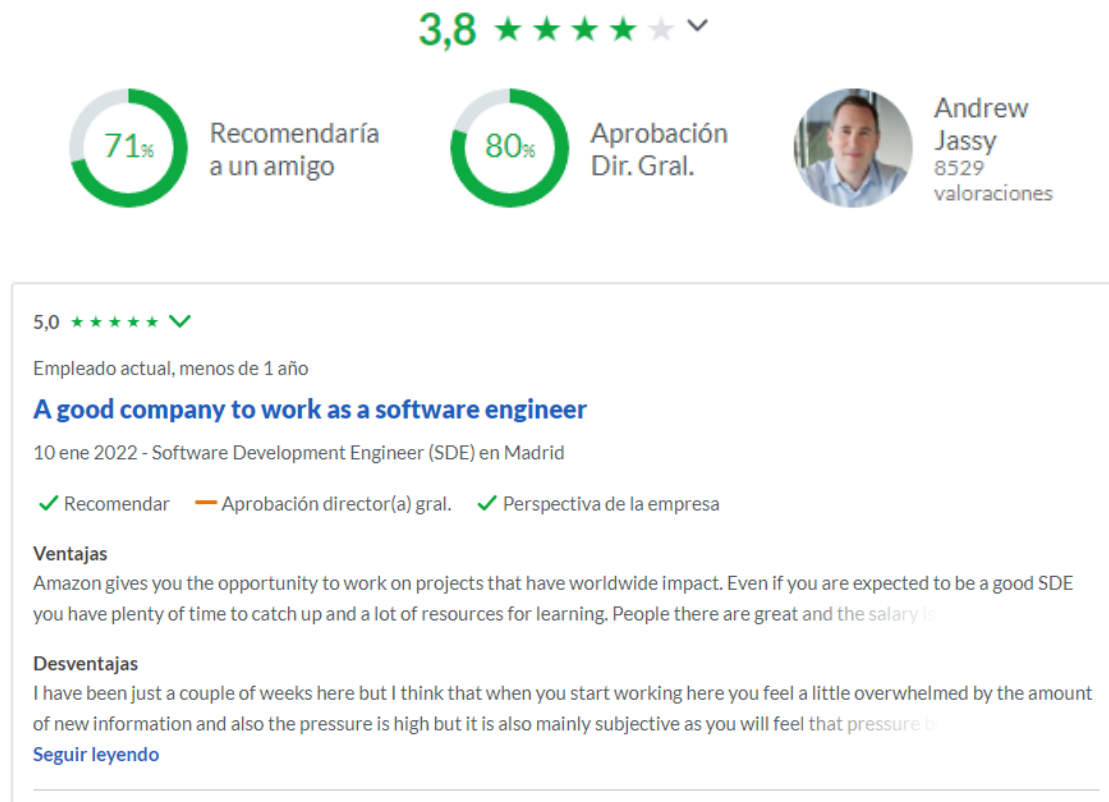 3,8
71%
Recomendaría
a un amigo
80%
Aprobación
Dir. Gral.
Andrew
Jassy
8529
valoraciones
5,0
Empleado actual, menos de 1 año
A good company to work as a software engineer
10 ene 2022 - Software Development Engineer (SDE) en Madrid
Recomendar Aprobación director(a) gral. Perspectiva de la empresa
Ventajas
Amazon gives you the opportunity to work on projects that have worldwide impact. Even if you are expected to be a good SDE
you have plenty of time to catch up and a lot of resources for learning. People there are great and the salary is
Desventajas
I have been just a couple of weeks here but I think that when you start working here you feel a little overwhelmed by the amount
of new information and also the pressure is high but it is also mainly subjective as you will feel that pressure
Seguir leyendo